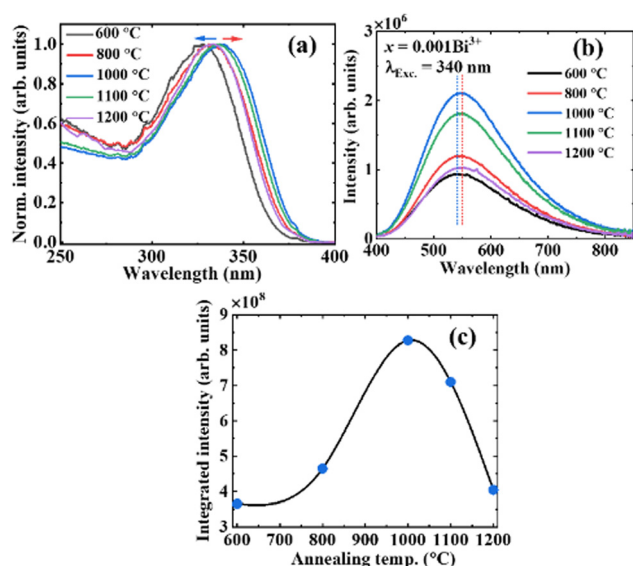 (a)
600 °C
800 °C
1000 °C
1100 °C
1200 °C
Norm. intensity (arb. units)
1.0
0.8
0.6
0.4
0.2
0.0
250 300 350 400
Wavelength (nm)
(b)
×10⁶
x = 0.001Bi³⁺
λExc. = 340 nm
600 °C
800 °C
1000 °C
1100 °C
1200 °C
Intensity (arb. units)
3
2
1
0
400 500 600 700 800
Wavelength (nm)
(c)
×10⁸
Integrated intensity (arb. units)
9
8
7
6
5
4
3
600 700 800 900 1000 1100 1200
Annealing temp. (°C)